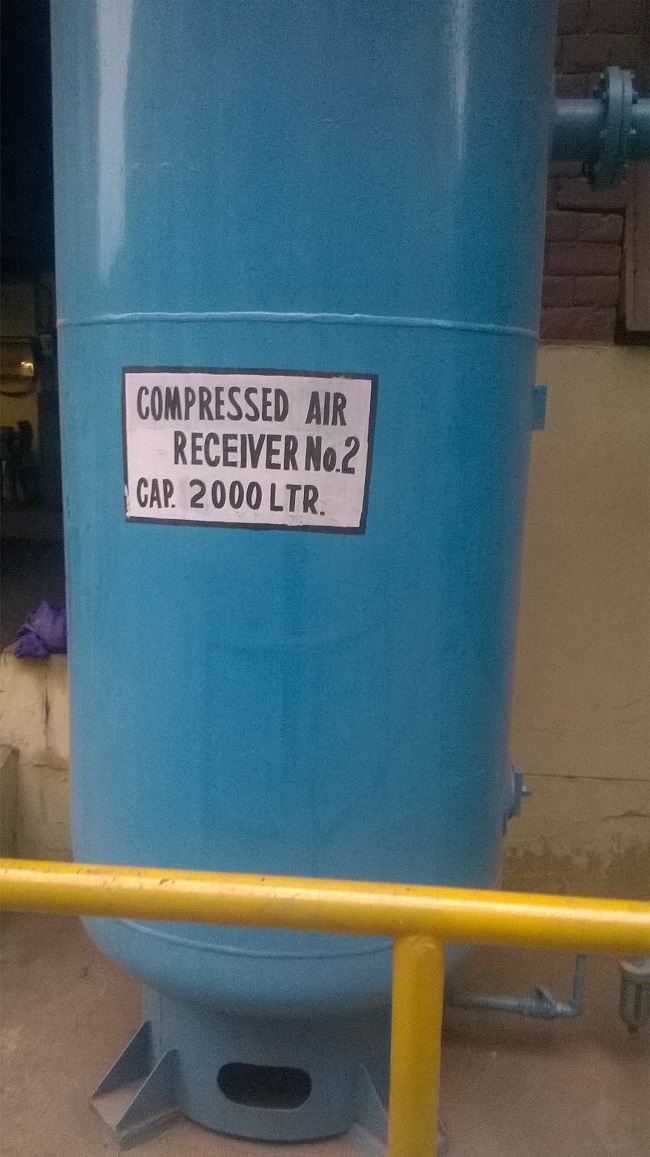 COMPRESSED AIR
RECEIVER No.2
CAP. 2000 LTR.